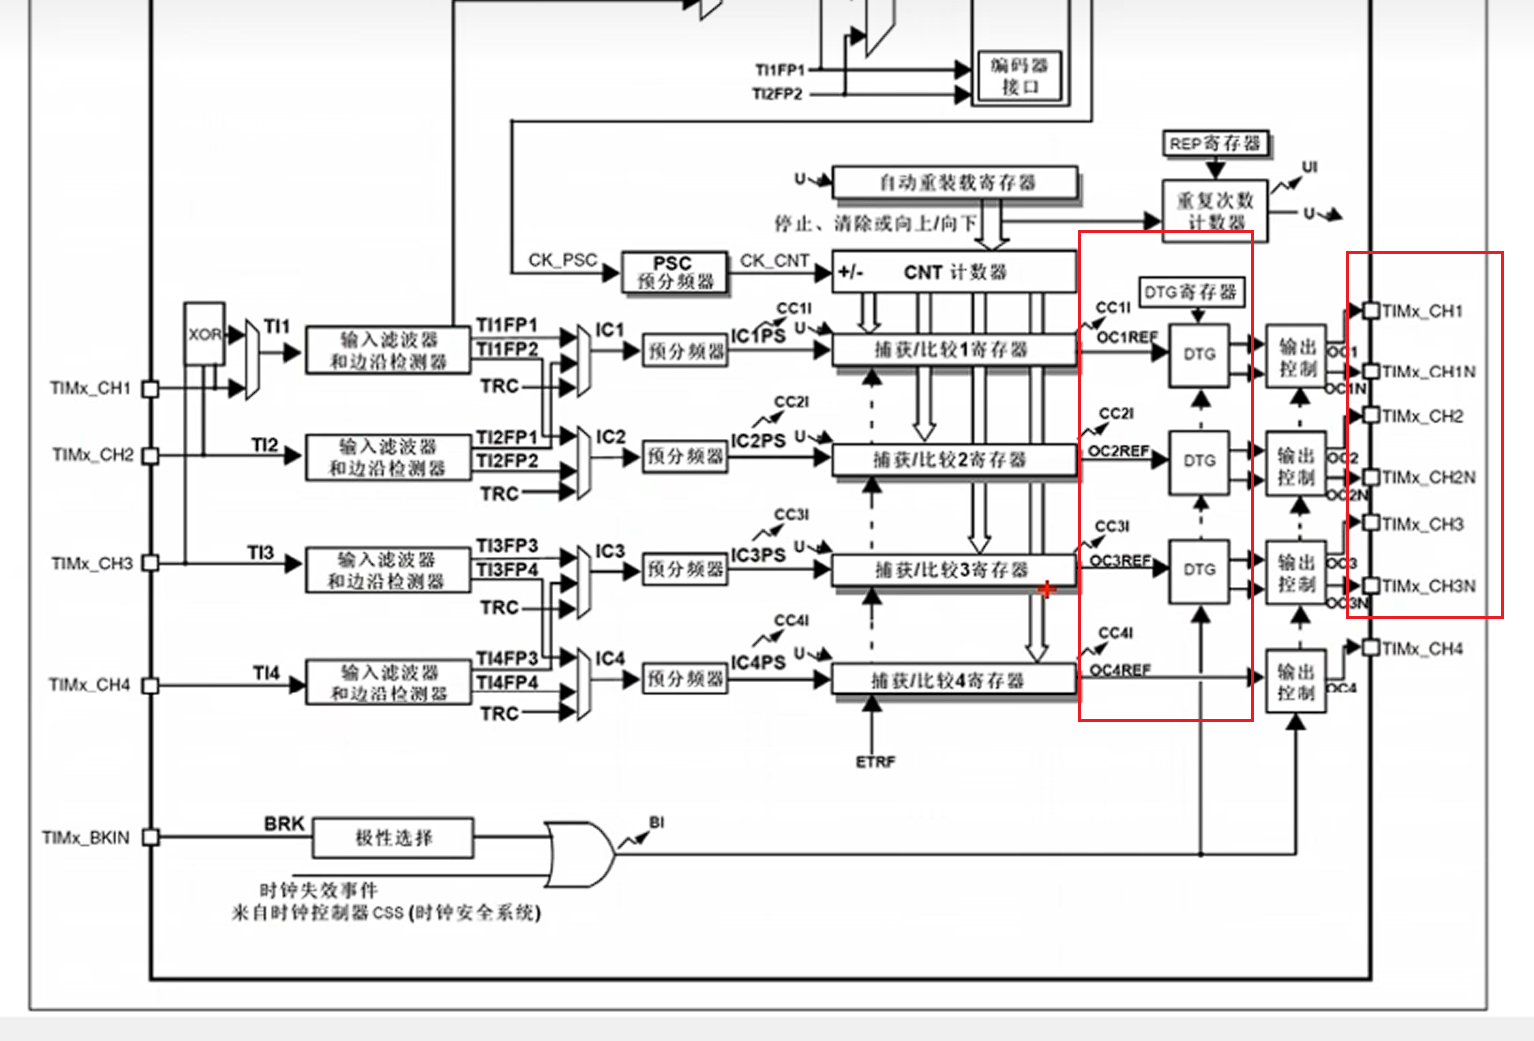 TI1FP1
TI2FP2
编码器
接口
REP寄存器
UI
U
自动重装载寄存器
重复次数
计数器
U
停止、清除或向上/向下
CK_PSC
PSC
预分频器
CK_CNT
+/-
CNT 计数器
DTG寄存器
XOR
TI1
输入滤波器
和边沿检测器
TI1FP1
TI1FP2
TRC
IC1
预分频器
CC1I
U
IC1PS
捕获/比较1寄存器
CC1I
OC1REF
DTG
输出
控制
OC1
OC1N
TIMx_CH1
TIMx_CH1N
TIMx_CH1
TIMx_CH2
TI2
输入滤波器
和边沿检测器
TI2FP1
TI2FP2
TRC
IC2
预分频器
CC2I
U
IC2PS
捕获/比较2寄存器
CC2I
OC2REF
DTG
输出
控制
OC2
OC2N
TIMx_CH2
TIMx_CH2N
TIMx_CH3
TI3
输入滤波器
和边沿检测器
TI3FP3
TI3FP4
TRC
IC3
预分频器
CC3I
U
IC3PS
捕获/比较3寄存器
CC3I
OC3REF
DTG
输出
控制
OC3
OC3N
TIMx_CH3
TIMx_CH3N
TIMx_CH4
TI4
输入滤波器
和边沿检测器
TI4FP3
TI4FP4
TRC
IC4
预分频器
CC4I
U
IC4PS
捕获/比较4寄存器
CC4I
OC4REF
输出
控制
OC4
TIMx_CH4
ETRF
TIMx_BKIN
BRK
极性选择
BI
时钟失效事件
来自时钟控制器 CSS (时钟安全系统)